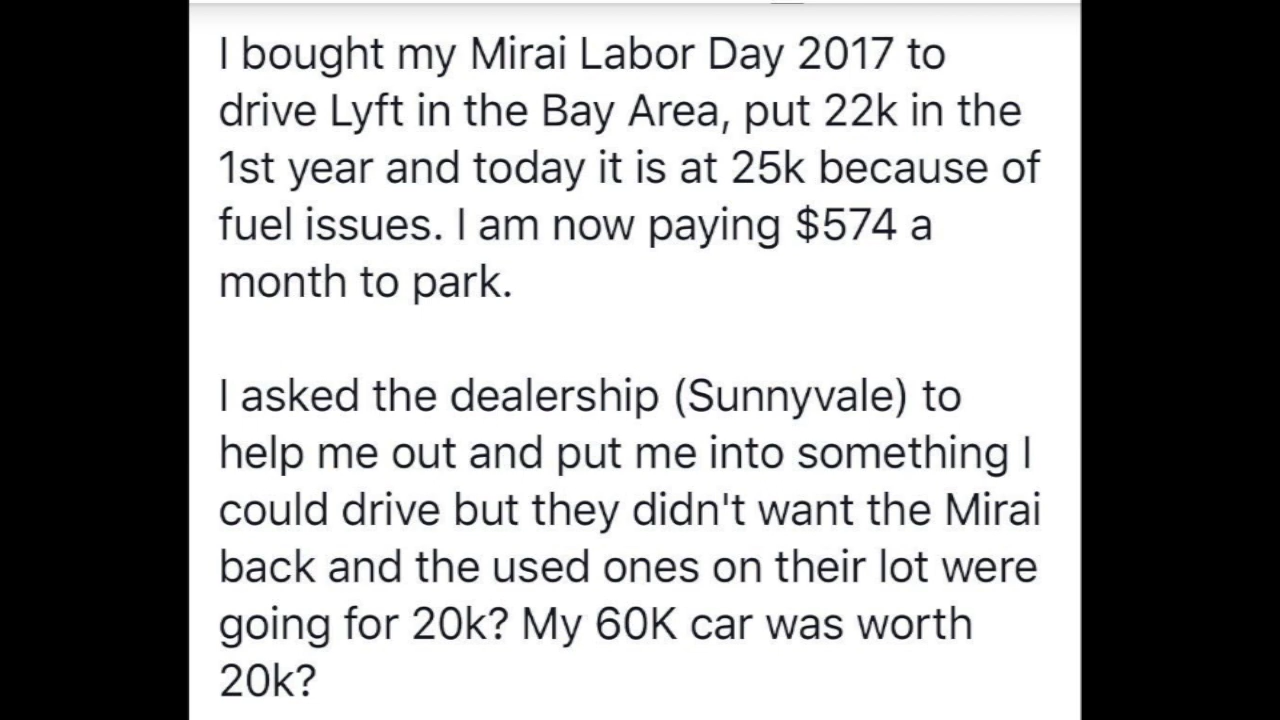 I bought my Mirai Labor Day 2017 to
drive Lyft in the Bay Area, put 22k in the
1st year and today it is at 25k because of
fuel issues. I am now paying $574 a
month to park.
I asked the dealership (Sunnyvale) to
help me out and put me into something I
could drive but they didn't want the Mirai
back and the used ones on their lot were
going for 20k? My 60K car was worth
20k?